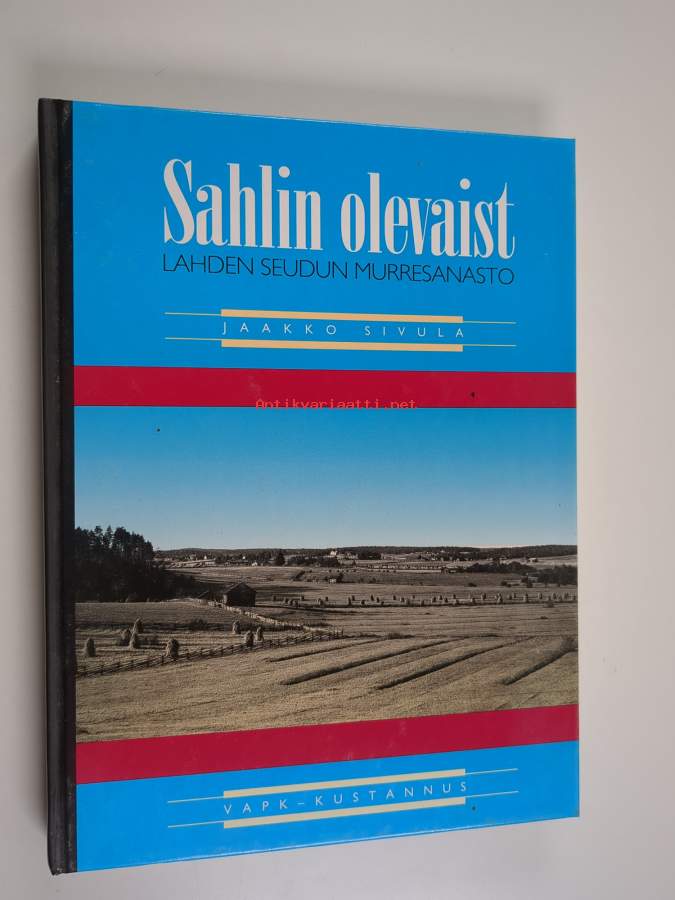 Sahlin olevaist
LAHDEN SEUDUN MURRESANASTO
JAAKKO SIVULA
Antikvariaatti.net
VAPK-KUSTANNUS